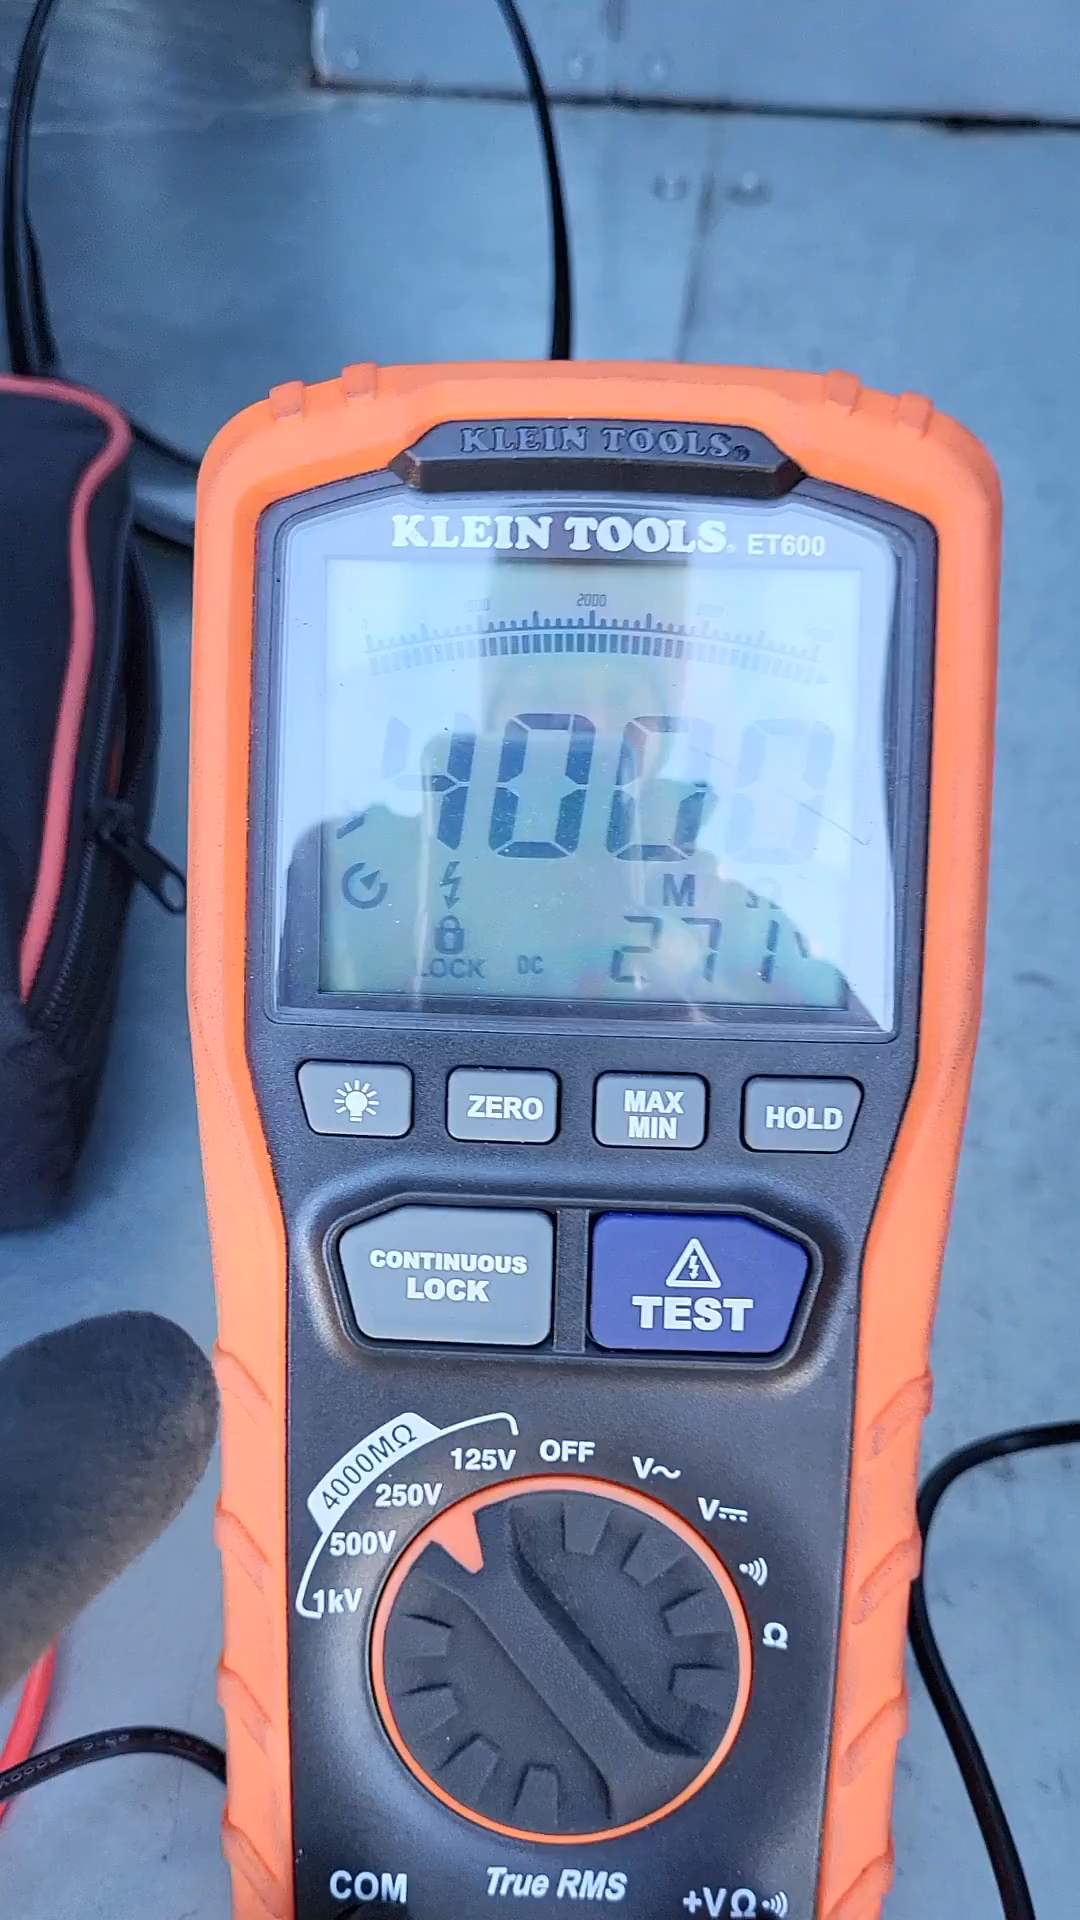 KLEIN TOOLS®
KLEIN TOOLS® ET600
2000
>4000
M Ω
LOCK DC 271V
ZERO
MAX MIN
HOLD
CONTINUOUS LOCK
TEST
4000MΩ
125V
OFF
V~
250V
V⎓
500V
1kV
Ω
COM
True RMS
+VΩ